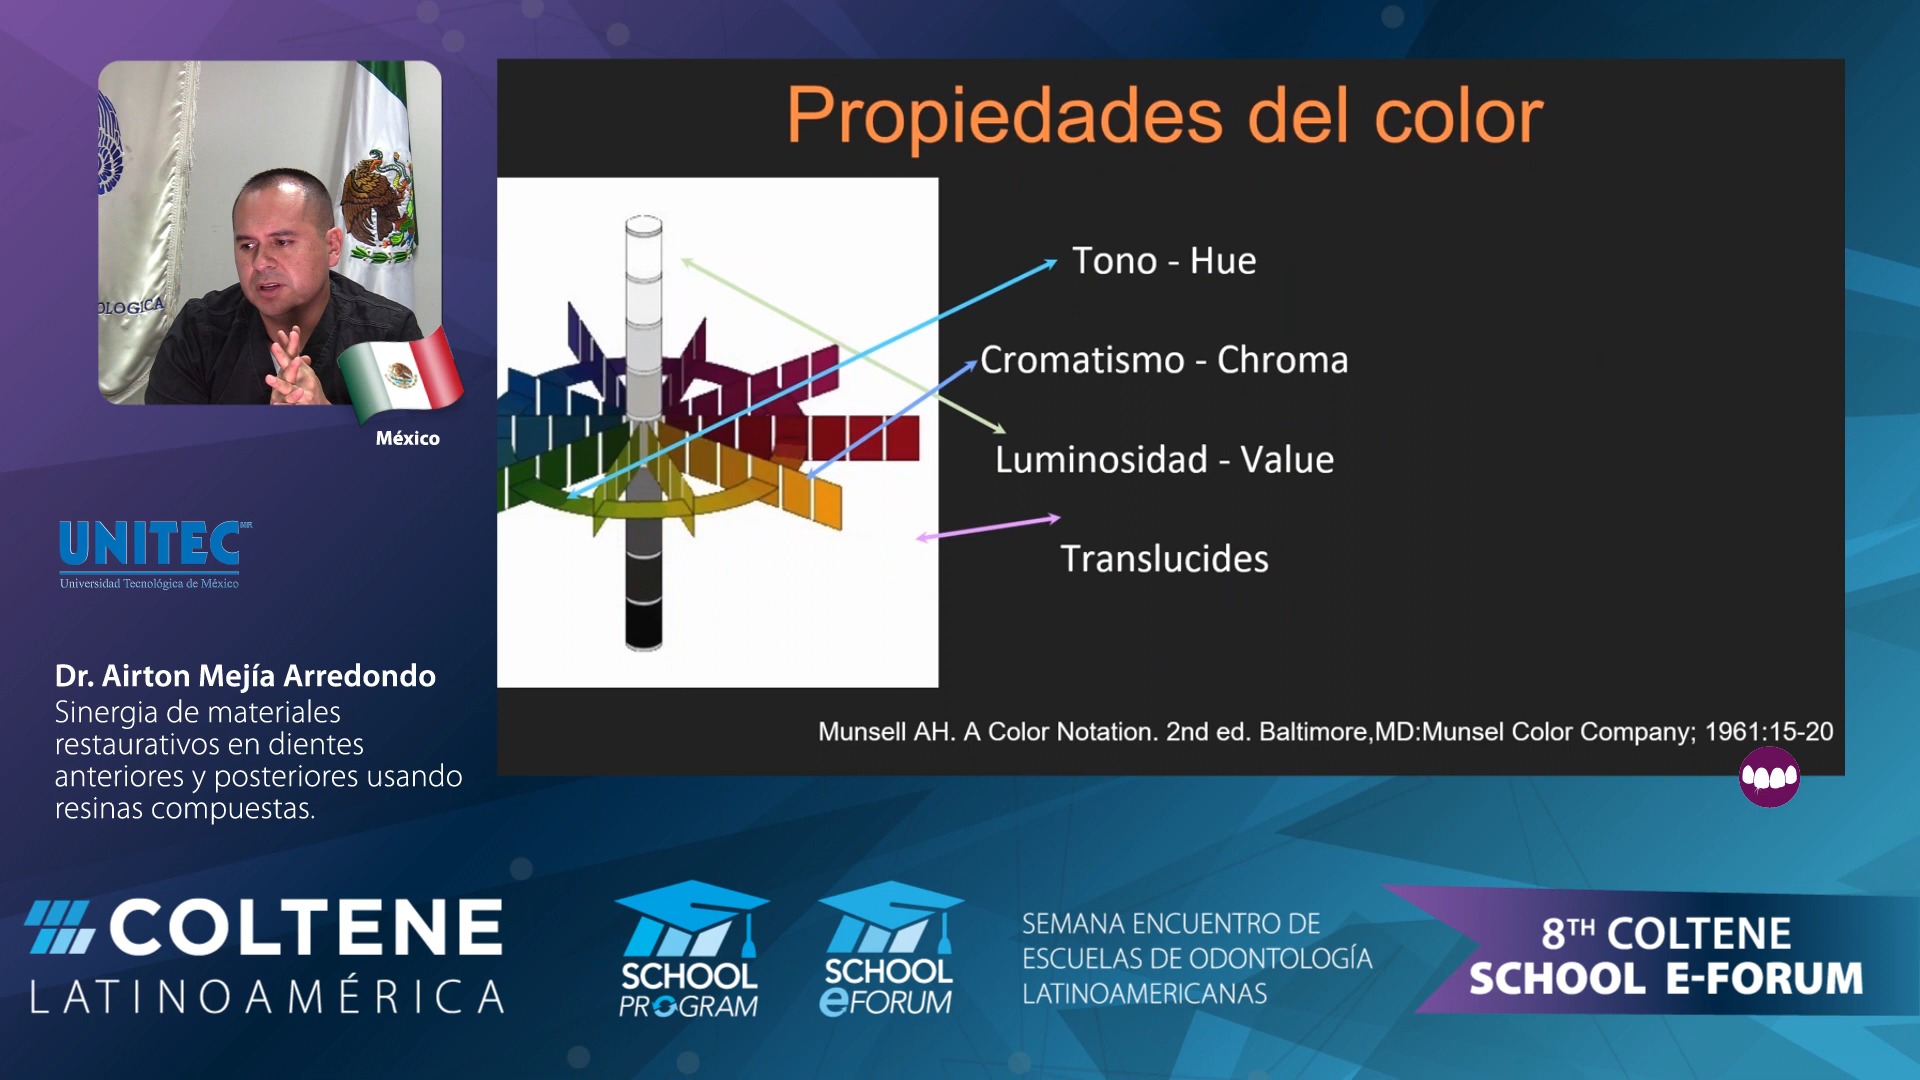 Propiedades del color
Tono - Hue
Cromatismo - Chroma
Luminosidad - Value
Translucides
Munsell AH. A Color Notation. 2nd ed. Baltimore,MD:Munsel Color Company; 1961:15-20
OLOGICA
México
UNITEC MR
Universidad Tecnológica de México
Dr. Airton Mejía Arredondo
Sinergia de materiales
restaurativos en dientes
anteriores y posteriores usando
resinas compuestas.
COLTENE
LATINOAMÉRICA
SCHOOL
PROGRAM
SCHOOL
eFORUM
SEMANA ENCUENTRO DE
ESCUELAS DE ODONTOLOGÍA
LATINOAMERICANAS
8TH COLTENE
SCHOOL E-FORUM